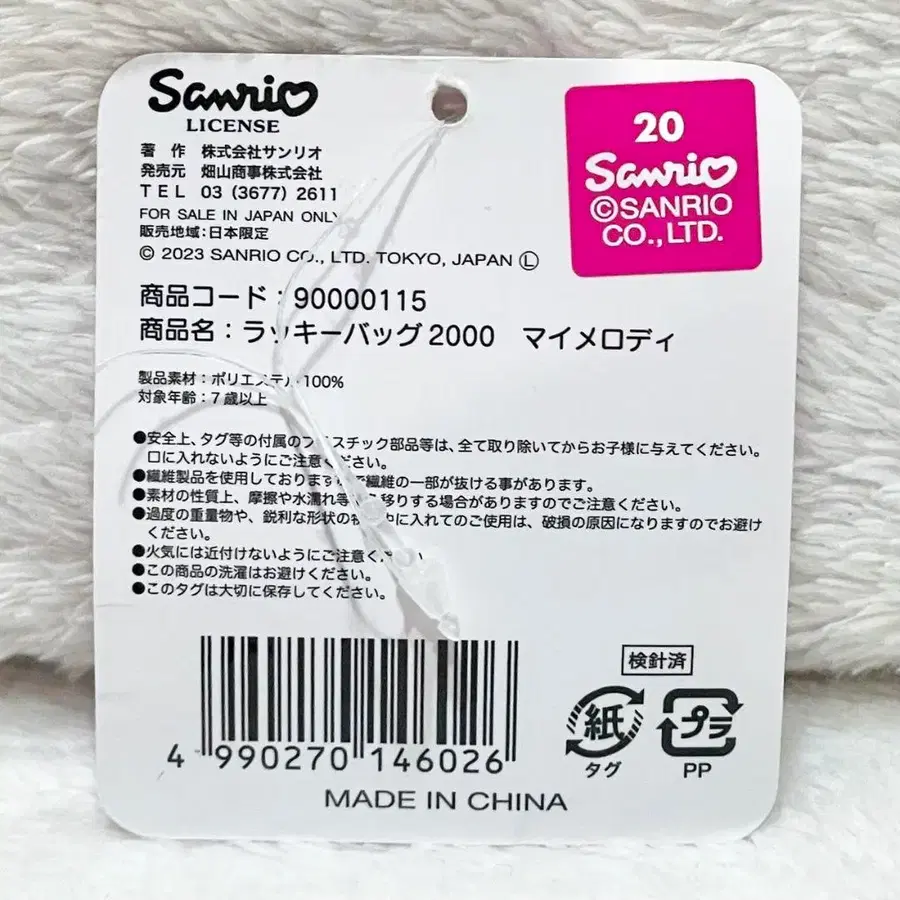 Sanrio
LICENSE
著 作 株式会社サンリオ
発売元 畑山商事株式会社
TEL 03 (3677) 2611
FOR SALE IN JAPAN ONLY
販売地域:日本限定
© 2023 SANRIO CO., LTD. TOKYO, JAPAN Ⓛ
20
Sanrio
©SANRIO
CO., LTD.
商品コード:90000115
商品名:ラッキーバッグ2000 マイメロディ
製品素材:ポリエステル100%
対象年齢:7歳以上
●安全上、タグ等の付属のプラスチック部品等は、全て取り除いてからお子様に与えてください。
口に入れないようにご注意ください。
●繊維製品を使用しておりますので繊維の一部が抜ける事があります。
●素材の性質上、摩擦や水濡れ等 移りする場合がありますのでご注意ください。
●過度の重量物や、鋭利な形状の 中に入れてのご使用は、破損の原因になりますのでお避け
ください。
●火気には近付けないようにご注意く
●この商品の洗濯はお避けください。
●このタグは大切に保存してください。
検針済
紙
タグ
プラ
PP
4 990270 146026
MADE IN CHINA